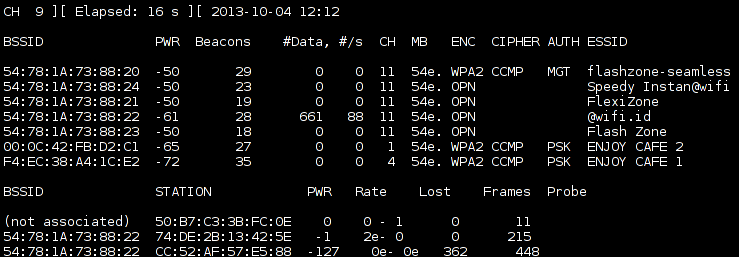 CH  9 ][ Elapsed: 16 s ][ 2013-10-04 12:12
BSSID              PWR  Beacons    #Data, #/s  CH  MB   ENC  CIPHER AUTH ESSID
54:78:1A:73:88:20  -50       29        0    0  11  54e. WPA2 CCMP   MGT  flashzone-seamless
54:78:1A:73:88:24  -50       23        0    0  11  54e. OPN              Speedy Instan@wifi
54:78:1A:73:88:21  -50       19        0    0  11  54e. OPN              FlexiZone
54:78:1A:73:88:22  -61       28      661   88  11  54e. OPN              @wifi.id
54:78:1A:73:88:23  -50       18        0    0  11  54e. OPN              Flash Zone
00:0C:42:FB:D2:C1  -65       27        0    0   1  54e. WPA2 CCMP   PSK  ENJOY CAFE 2
F4:EC:38:A4:1C:E2  -72       35        0    0   4  54e. WPA2 CCMP   PSK  ENJOY CAFE 1
BSSID              STATION            PWR   Rate    Lost    Frames  Probe
(not associated)   50:B7:C3:3B:FC:0E    0    0 - 1      0       11
54:78:1A:73:88:22  74:DE:2B:13:42:5E   -1    2e- 0      0      215
54:78:1A:73:88:22  CC:52:AF:57:E5:88 -127    0e- 0e   362      448